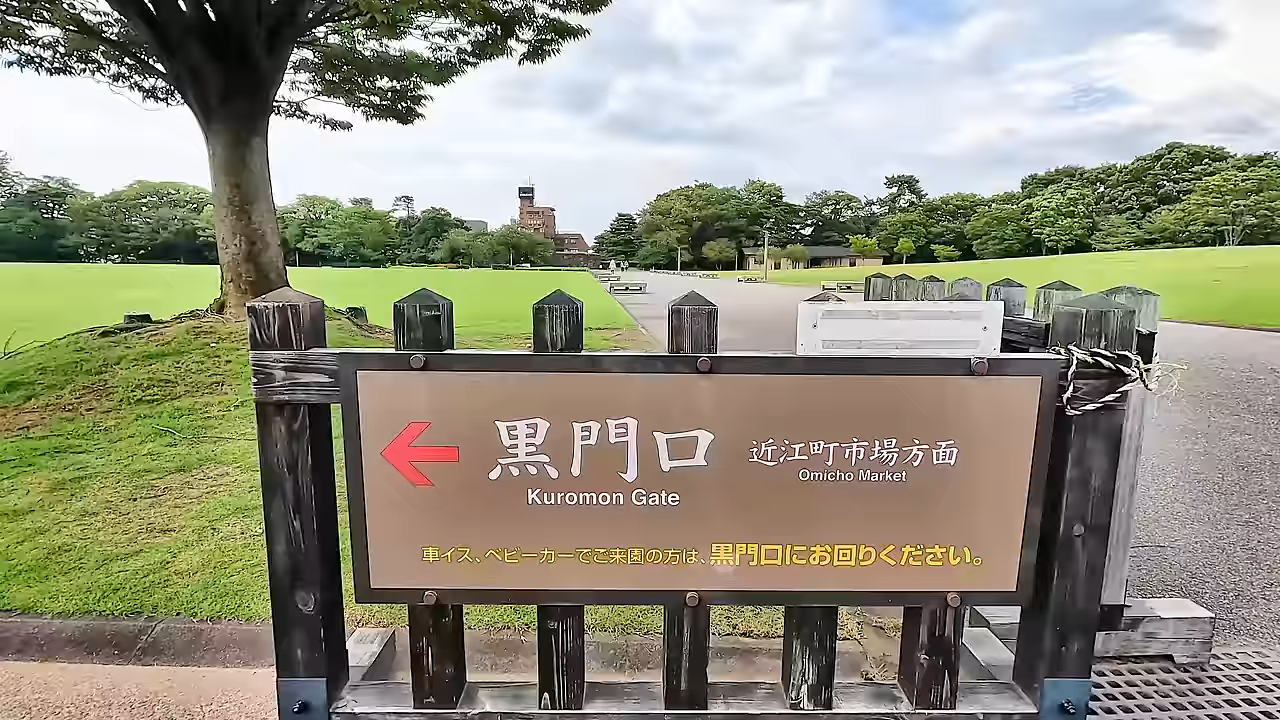 黒門口
Kuromon Gate
近江町市場方面
Omicho Market
車イス、ベビーカーでご来園の方は、黒門口にお回りください。